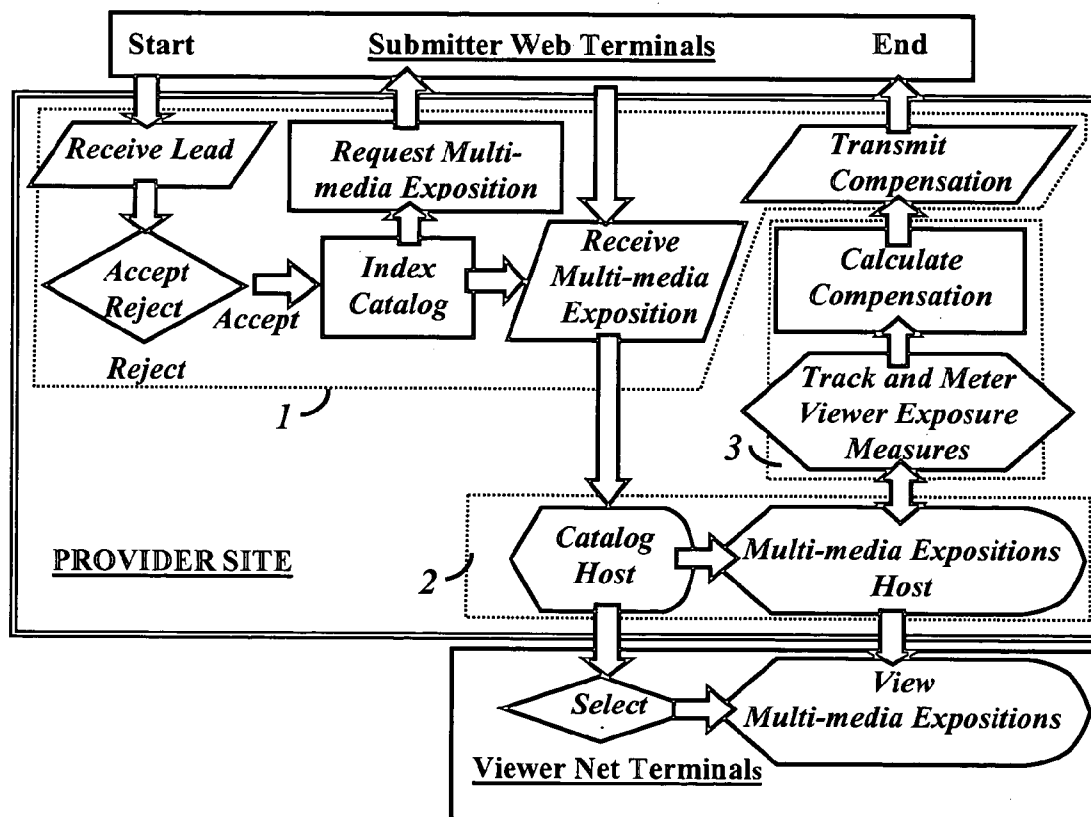 Start
Submitter Web Terminals
End
Receive Lead
Request Multi-
media Exposition
Transmit
Compensation
Accept
Reject
Accept
Reject
Index
Catalog
Receive
Multi-media
Exposition
Calculate
Compensation
1
Track and Meter
Viewer Exposure
Measures
3
PROVIDER SITE
2
Catalog
Host
Multi-media Expositions
Host
Select
View
Multi-media Expositions
Viewer Net Terminals